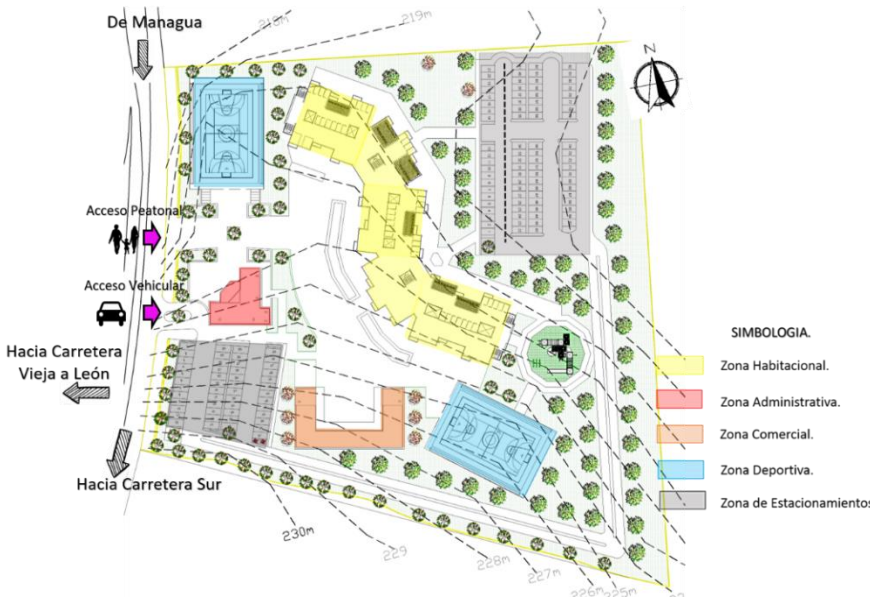 De Managua
218m
219m
N
Acceso Peatonal
Acceso Vehicular
Hacia Carretera
Vieja a León
Hacia Carretera Sur
SIMBOLOGIA.
Zona Habitacional.
Zona Administrativa.
Zona Comercial.
Zona Deportiva.
Zona de Estacionamientos
230m
229
228m
227m
226m
225m